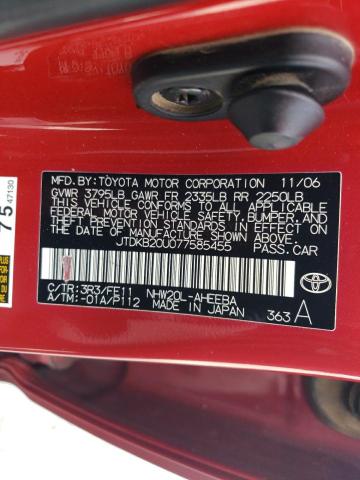 MFD. BY:TOYOTA MOTOR CORPORATION 11/06
GVWR 3795LB GAWR FR 2335LB RR 2250LB
THIS VEHICLE CONFORMS TO ALL APPLICABLE
FEDERAL MOTOR VEHICLE SAFETY, BUMPER, AND
THEFT PREVENTION STANDARDS IN EFFECT ON
THE DATE OF MANUFACTURE SHOWN ABOVE.
JTDKB20U077585455 PASS.CAR
C/TR:3R3/FE11 NHW20L-AHEEBA
A/TM:-01A/P112 MADE IN JAPAN
363 A
75
47130